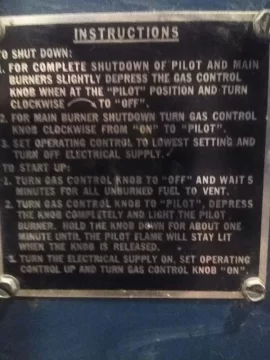 INSTRUCTIONS
TO SHUT DOWN:
1. FOR COMPLETE SHUTDOWN OF PILOT AND MAIN
BURNERS SLIGHTLY DEPRESS THE GAS CONTROL
KNOB WHEN AT THE "PILOT" POSITION AND TURN
CLOCKWISE TO "OFF".
2. FOR MAIN BURNER SHUTDOWN TURN GAS CONTROL
KNOB CLOCKWISE FROM "ON" TO "PILOT".
3. SET OPERATING CONTROL TO LOWEST SETTING AND
TURN OFF ELECTRICAL SUPPLY.
TO START UP:
1. TURN GAS CONTROL KNOB TO "OFF" AND WAIT 5
MINUTES FOR ALL UNBURNED FUEL TO VENT.
2. TURN GAS CONTROL KNOB TO "PILOT", DEPRESS
THE KNOB COMPLETELY AND LIGHT THE PILOT
BURNER. HOLD THE KNOB DOWN FOR ABOUT ONE
MINUTE UNTIL THE PILOT FLAME WILL STAY LIT
WHEN THE KNOB IS RELEASED.
3. TURN THE ELECTRICAL SUPPLY ON, SET OPERATING
CONTROL UP AND TURN GAS CONTROL KNOB "ON".